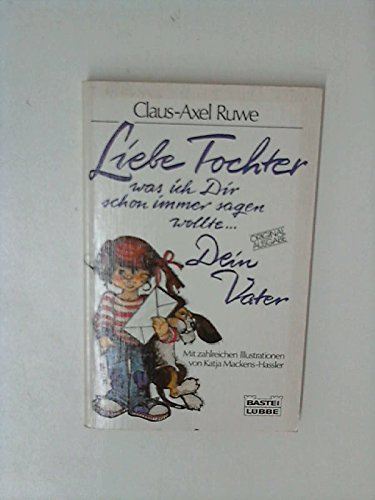 Claus-Axel Ruwe
Liebe Tochter
was ich Dir
schon immer sagen
wollte...
ORIGINAL
AUSGABE
Dein
Vater
Mit zahlreichen Illustrationen
von Katja Mackens-Hassler
BASTEI
LÜBBE